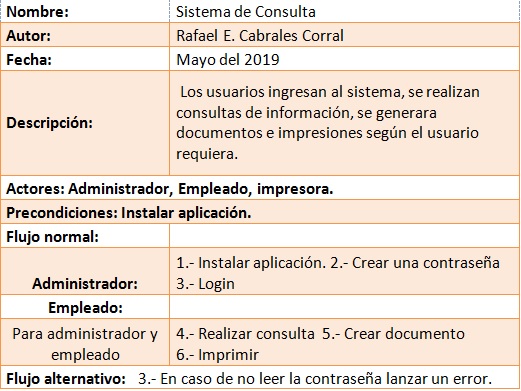 Nombre: Sistema de Consulta
Autor: Rafael E. Cabrales Corral
Fecha: Mayo del 2019
Descripción:
Los usuarios ingresan al sistema, se realizan
consultas de información, se generara
documentos e impresiones según el usuario
requiera.
Actores: Administrador, Empleado, impresora.
Precondiciones: Instalar aplicación.
Flujo normal:
Administrador:
1.- Instalar aplicación. 2.- Crear una contraseña
3.- Login
Empleado:
Para administrador y
empleado
4.- Realizar consulta 5.- Crear documento
6.- Imprimir
Flujo alternativo: 3.- En caso de no leer la contraseña lanzar un error.